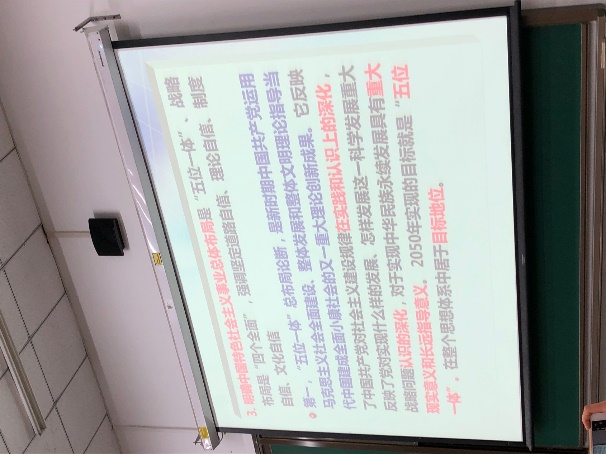 3. 明确中国特色社会主义事业总体布局是“五位一体”、战略
布局是“四个全面”，强调坚定道路自信、理论自信、制度
自信、文化自信
第一，“五位一体”总布局论断，是新时期中国共产党运用
马克思主义社会全面建设、整体发展和整体文明理论指导当
代中国建成全面小康社会的又一重大理论创新成果。它反映
了中国共产党对社会主义建设规律在实践和认识上的深化，
反映了党对实现什么样的发展、怎样发展这一科学发展重大
战略问题认识的深化，对于实现中华民族永续发展具有重大
现实意义和长远指导意义。2050年实现的目标就是“五位
一体”。在整个思想体系中居于目标地位。